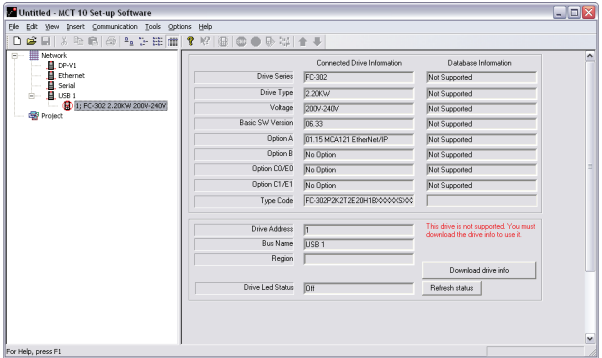 Untitled - MCT 10 Set-up Software
File Edit View Insert Communication Tools Options Help
Network
DP-V1
Ethernet
Serial
USB 1
1; FC-302 2.20KW 200V-240V
Project
Connected Drive Information Database Information
Drive Series FC-302 Not Supported
Drive Type 2.20KW Not Supported
Voltage 200V-240V Not Supported
Basic SW Version 06.33 Not Supported
Option A 01.15 MCA121 EtherNet/IP Not Supported
Option B No Option Not Supported
Option C0/E0 No Option Not Supported
Option C1/E1 No Option Not Supported
Type Code
Drive Address 1
Bus Name USB 1
Region
This drive is not supported. You must
download the drive info to use it.
Download drive info
Drive Led Status Off Refresh status
For Help, press F1